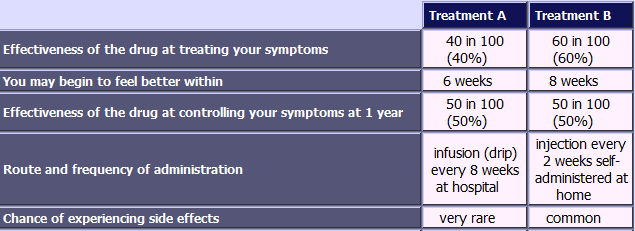 Treatment A Treatment B
Effectiveness of the drug at treating your symptoms 40 in 100 60 in 100
(40%) (60%)
You may begin to feel better within 6 weeks 8 weeks
Effectiveness of the drug at controlling your symptoms at 1 year 50 in 100 50 in 100
(50%) (50%)
Route and frequency of administration
infusion (drip)
every 8 weeks
at hospital
injection every
2 weeks self-
administered at
home
Chance of experiencing side effects very rare common